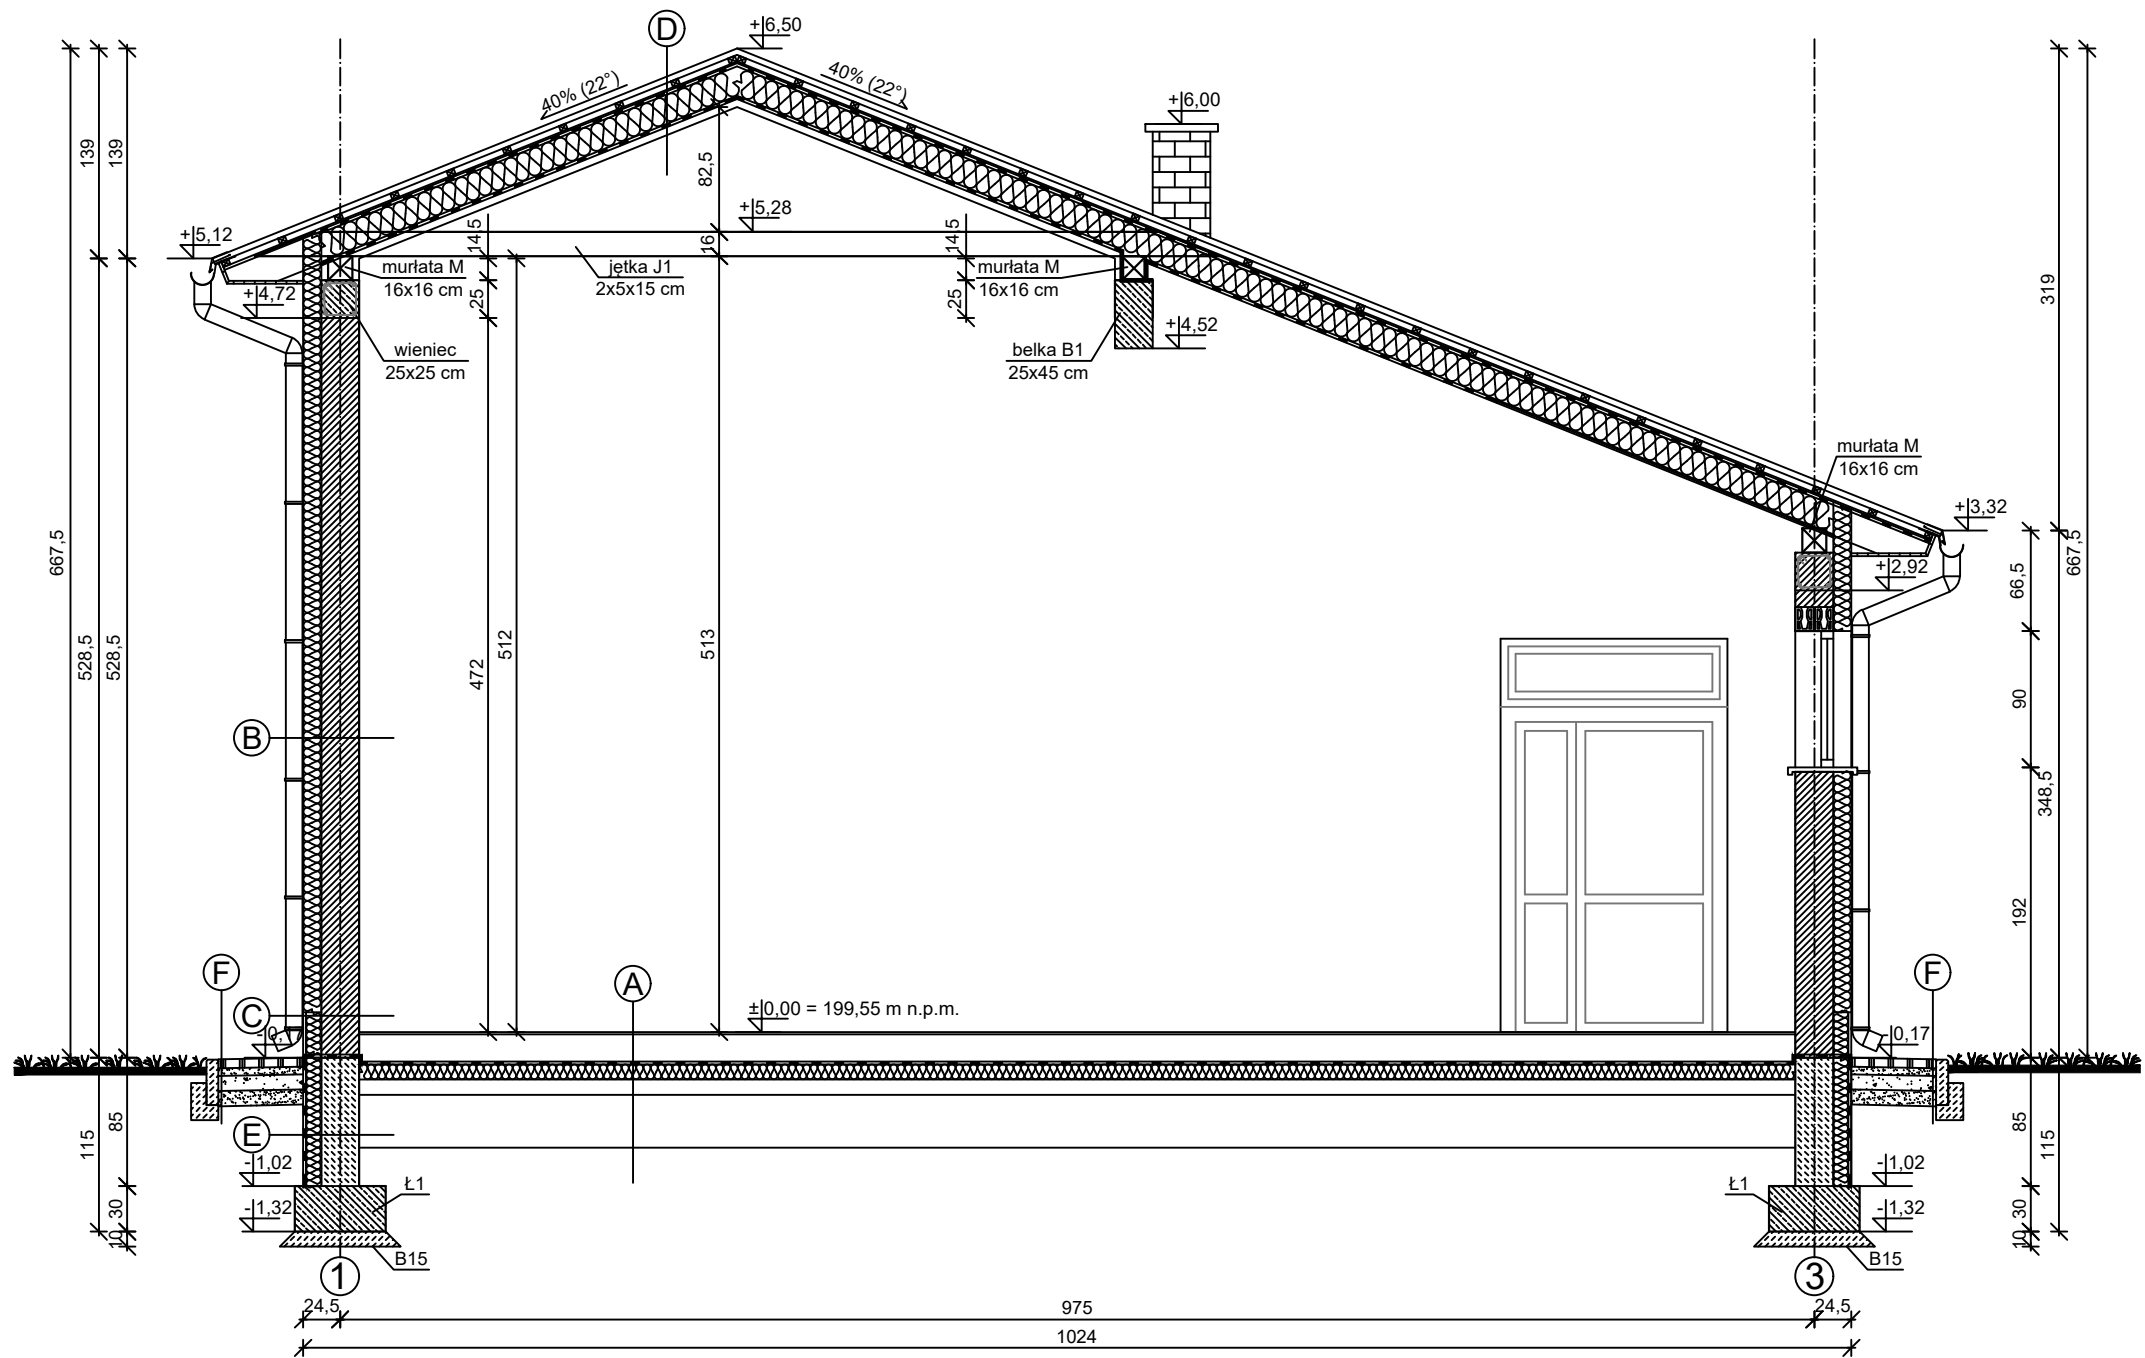 D
+6,50
40% (22°)
40% (22°)
+6,00
139
139
82,5
+5,28
+5,12
14,5
16
14,5
murłata M
16x16 cm
jętka J1
2x5x15 cm
murłata M
16x16 cm
+4,72
25
25
+4,52
wieniec
25x25 cm
belka B1
25x45 cm
319
murłata M
16x16 cm
+3,32
+2,92
667,5
528,5
528,5
472
512
513
66,5
667,5
90
348,5
192
B
F
C
A
F
±0,00 = 199,55 m n.p.m.
-0,17
E
85
115
85
115
-1,02
-1,02
Ł1
Ł1
-1,32
-1,32
30
10
30
10
B15
B15
1
3
24,5
975
24,5
1024